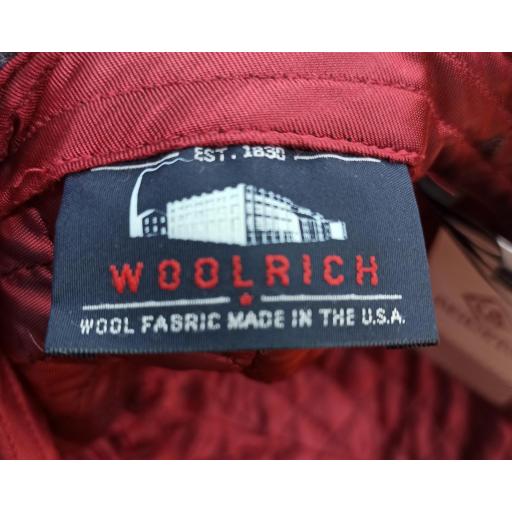 EST. 1830
WOOLRICH
WOOL FABRIC MADE IN THE U.S.A.